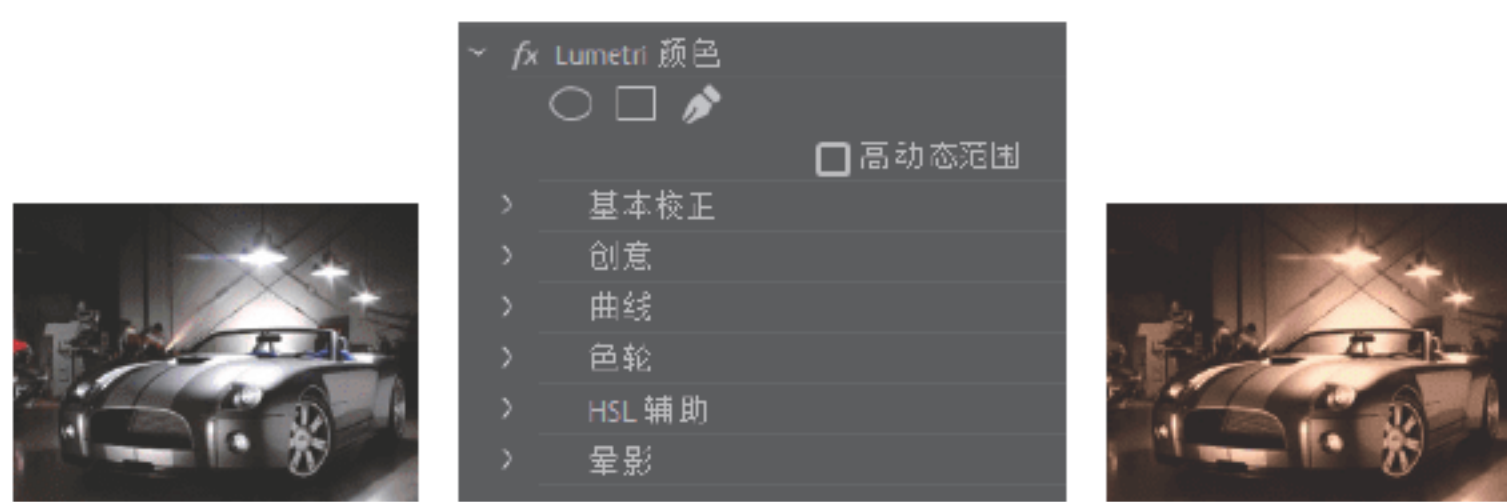 fx Lumetri 颜色
高动态范围
基本校正
创意
曲线
色轮
HSL 辅助
晕影